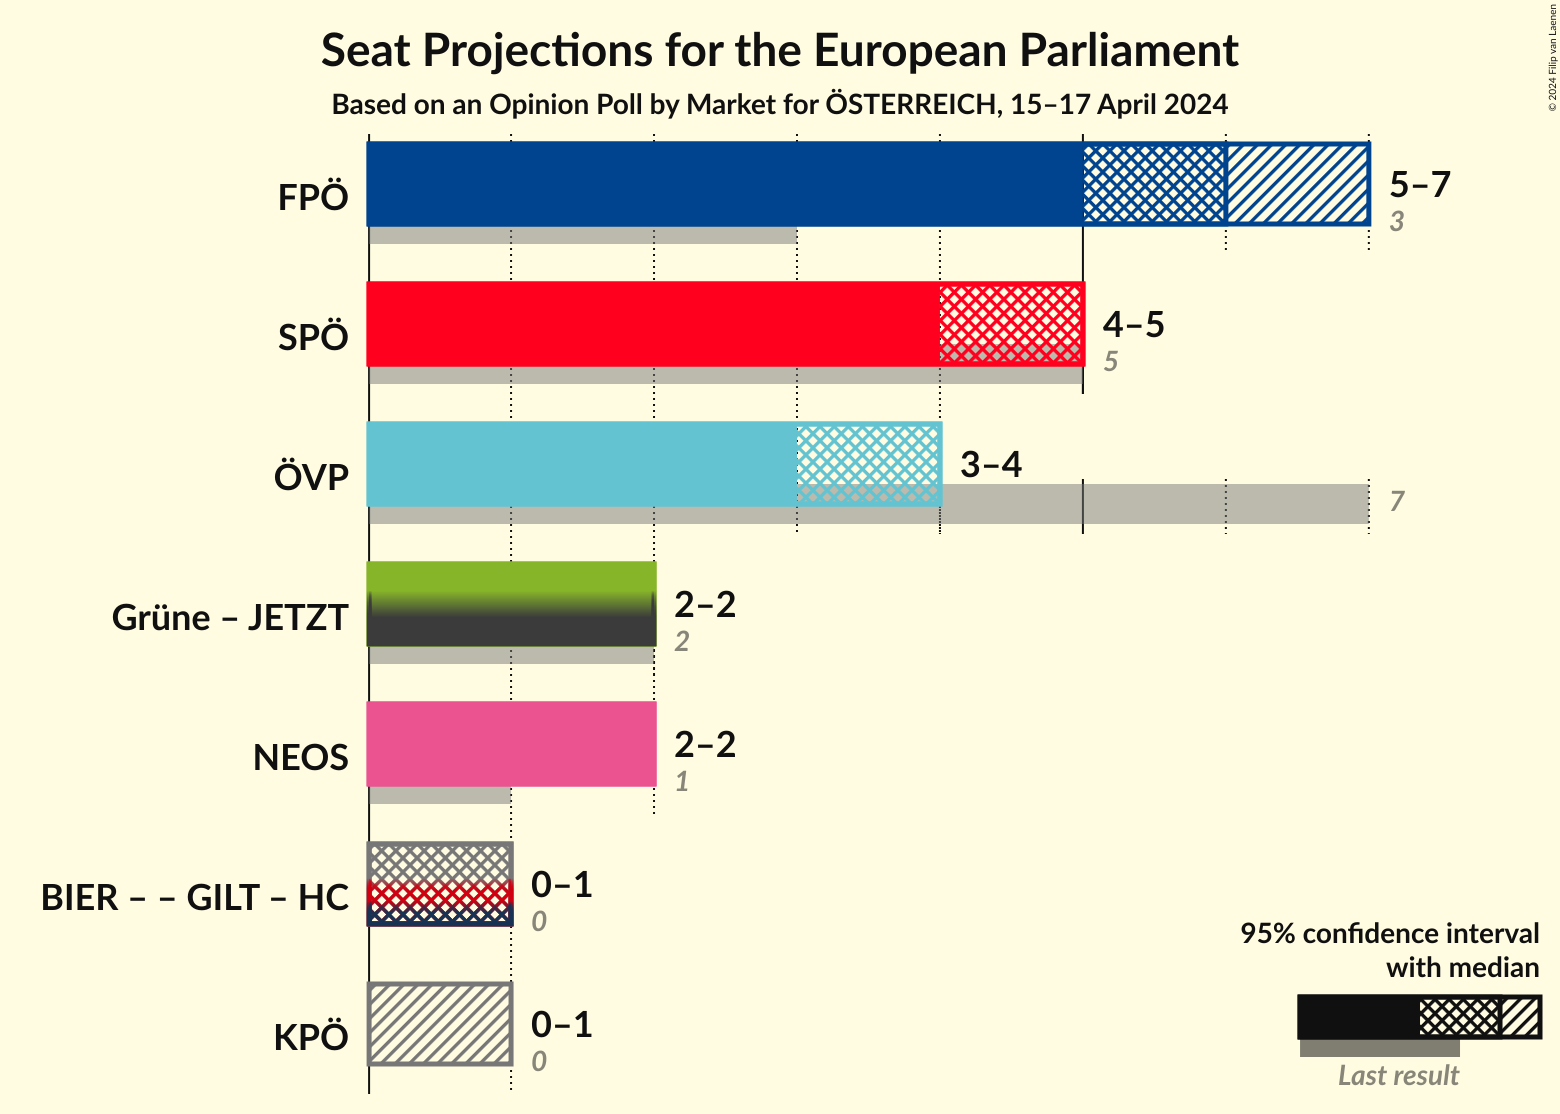 Seat Projections for the European Parliament
Based on an Opinion Poll by Market for ÖSTERREICH, 15–17 April 2024
© 2024 Filip van Laenen
FPÖ
5–7
3
SPÖ
4–5
5
ÖVP
3–4
7
Grüne – JETZT
2–2
2
NEOS
2–2
1
BIER – – GILT – HC
0–1
0
KPÖ
0–1
0
95% confidence interval
with median
Last result